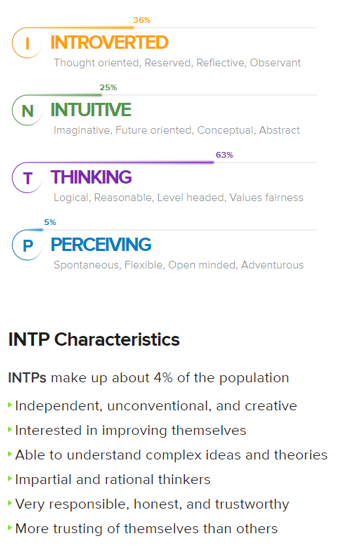 36%
I INTROVERTED
Thought oriented, Reserved, Reflective, Observant
25%
N INTUITIVE
Imaginative, Future oriented, Conceptual, Abstract
63%
T THINKING
Logical, Reasonable, Level headed, Values fairness
5%
P PERCEIVING
Spontaneous, Flexible, Open minded, Adventurous
INTP Characteristics
INTPs make up about 4% of the population
Independent, unconventional, and creative
Interested in improving themselves
Able to understand complex ideas and theories
Impartial and rational thinkers
Very responsible, honest, and trustworthy
More trusting of themselves than others